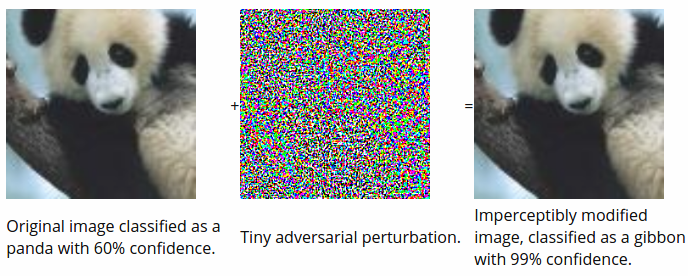 +
=
Original image classified as a
panda with 60% confidence.
Tiny adversarial perturbation.
Imperceptibly modified
image, classified as a gibbon
with 99% confidence.